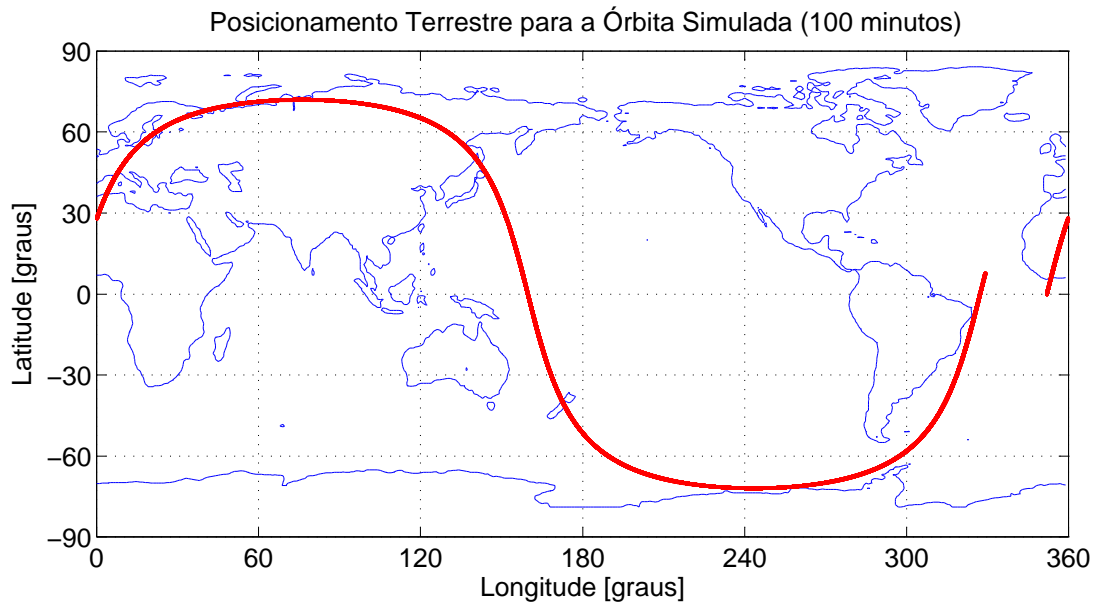 Posicionamento Terrestre para a Órbita Simulada (100 minutos)
90
60
30
0
−30
−60
−90
Latitude [graus]
0 60 120 180 240 300 360
Longitude [graus]